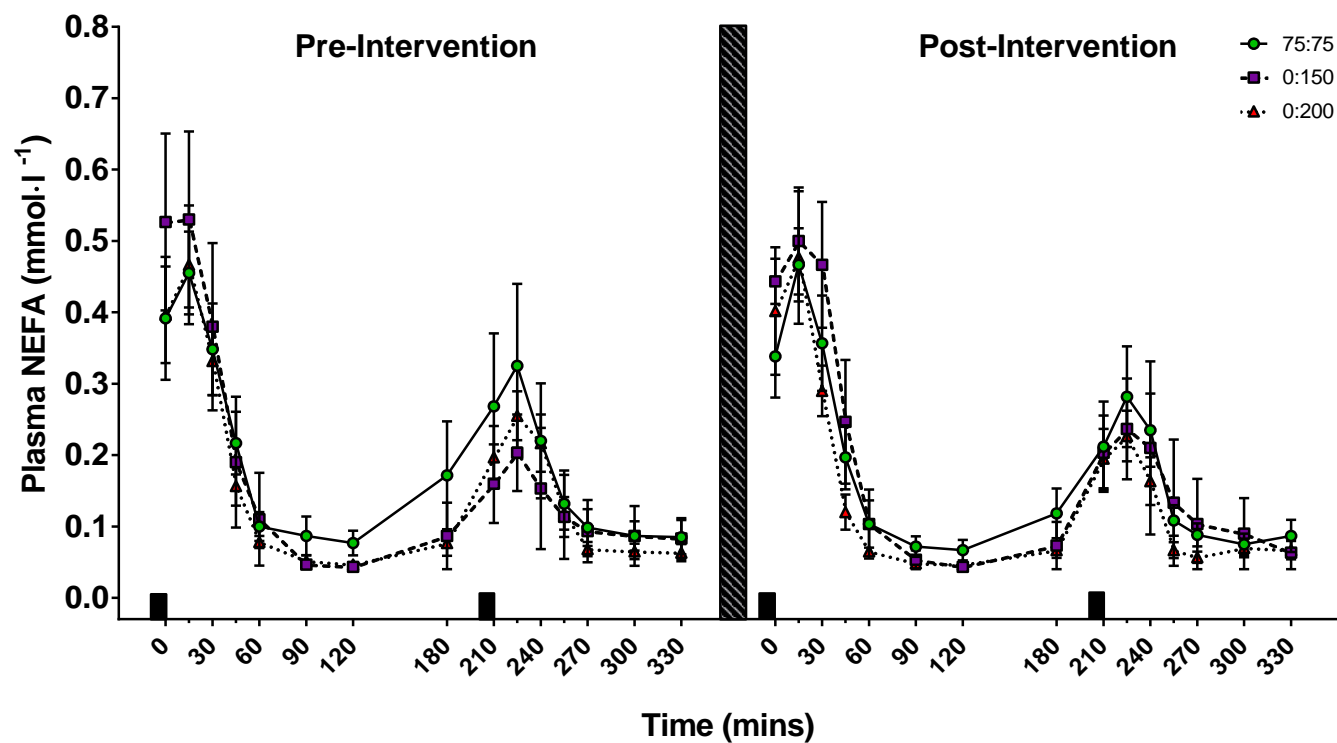 Pre-Intervention
Post-Intervention
75:75
0:150
0:200
Plasma NEFA (mmol·l -1)
0.8
0.7
0.6
0.5
0.4
0.3
0.2
0.1
0.0
0 30 60 90 120 180 210 240 270 300 330
0 30 60 90 120 180 210 240 270 300 330
Time (mins)